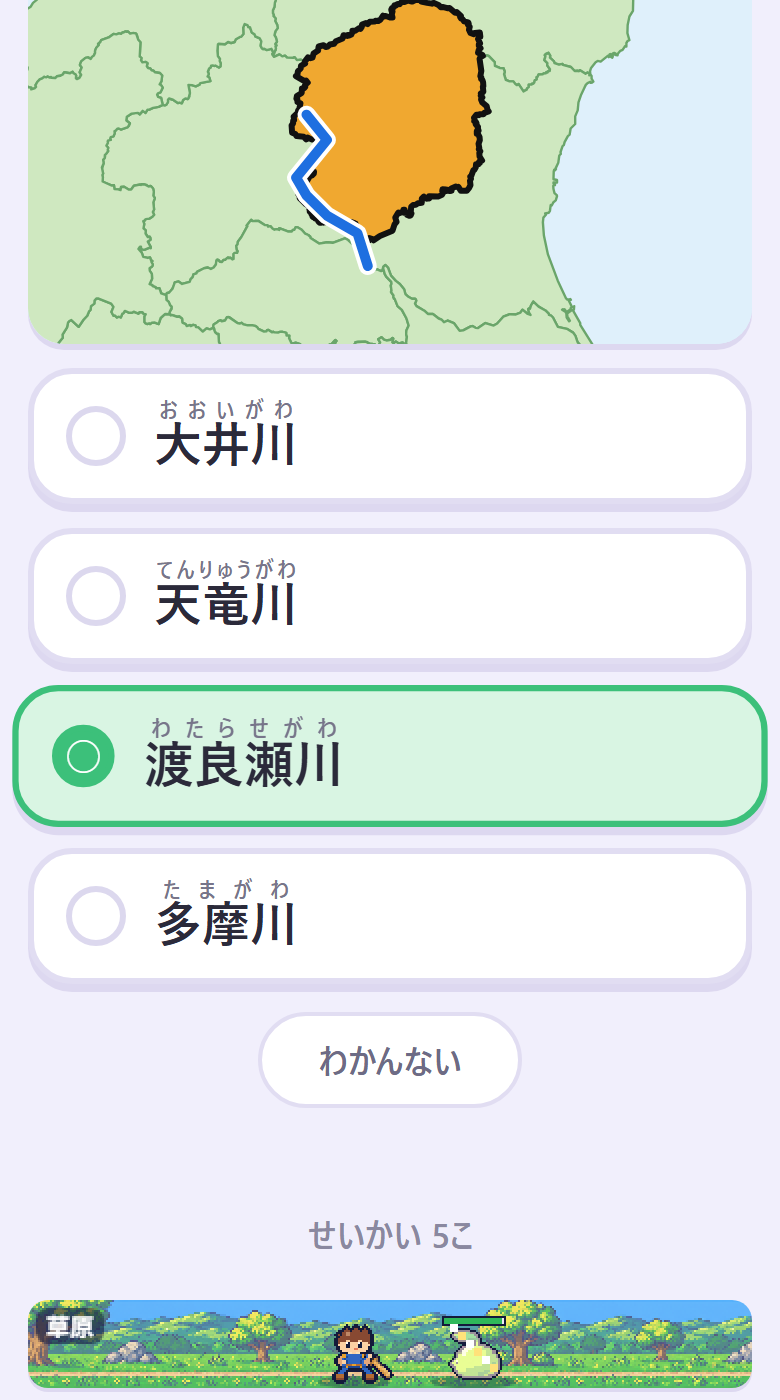 おおいがわ
大井川
てんりゅうがわ
天竜川
わたらせがわ
渡良瀬川
たまがわ
多摩川
わかんない
せいかい 5こ
草原